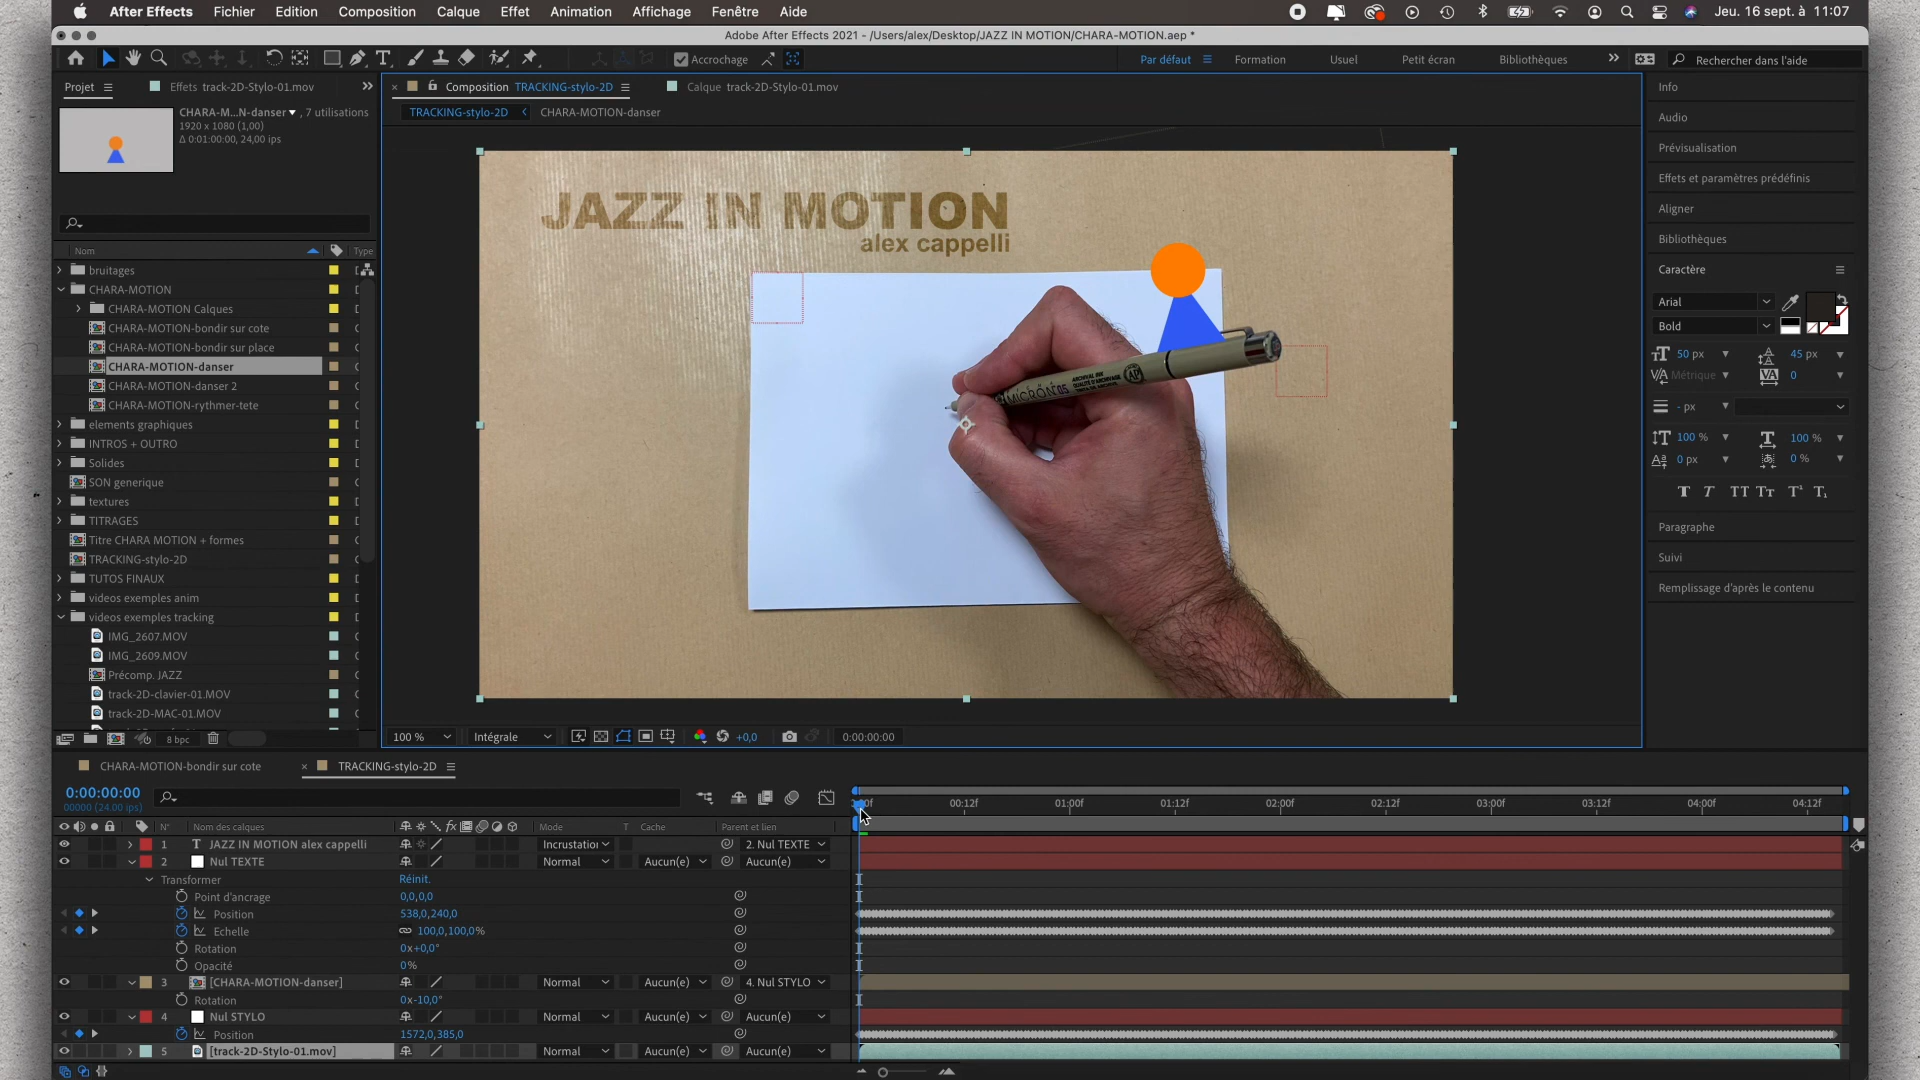 After Effects Fichier Edition Composition Calque Effet Animation Affichage Fenêtre Aide Jeu. 16 sept. à 11:07
Adobe After Effects 2021 - /Users/alex/Desktop/JAZZ IN MOTION/CHARA-MOTION.aep *
Accrochage Par défaut Formation Usuel Petit écran Bibliothèques Rechercher dans l'aide
Projet Effets track-2D-Stylo-01.mov Composition TRACKING-stylo-2D Calque track-2D-Stylo-01.mov
CHARA-M...N-danser, 7 utilisations
1920 x 1080 (1,00)
Δ 0:01:00:00, 24,00 ips
TRACKING-stylo-2D CHARA-MOTION-danser
Nom Type
bruitages
CHARA-MOTION
CHARA-MOTION Calques
CHARA-MOTION-bondir sur cote
CHARA-MOTION-bondir sur place
CHARA-MOTION-danser
CHARA-MOTION-danser 2
CHARA-MOTION-rythmer-tete
elements graphiques
INTROS + OUTRO
Solides
SON generique
textures
TITRAGES
Titre CHARA MOTION + formes
TRACKING-stylo-2D
TUTOS FINAUX
videos exemples anim
videos exemples tracking
IMG_2607.MOV
IMG_2609.MOV
Précomp. JAZZ
track-2D-clavier-01.MOV
track-2D-MAC-01.MOV
8 bpc
JAZZ IN MOTION
alex cappelli
MICRON 05 ARCHIVAL INK
QUALITÉ D'ARCHIVAGE
AP
100 % Intégrale +0,0 0:00:00:00
Info
Audio
Prévisualisation
Effets et paramètres prédéfinis
Aligner
Bibliothèques
Caractère
Arial
Bold
50 px 45 px
Métrique 0
- px
100 % 100 %
0 px 0 %
T T TT Tт T¹ T₁
Paragraphe
Suivi
Remplissage d'après le contenu
CHARA-MOTION-bondir sur cote TRACKING-stylo-2D
0:00:00:00
00000 (24.00 ips)
00:12f 01:00f 01:12f 02:00f 02:12f 03:00f 03:12f 04:00f 04:12f
N° Nom des calques fx Mode T Cache Parent et lien
1 T JAZZ IN MOTION alex cappelli Incrustation 2. Nul TEXTE
2 Nul TEXTE Normal Aucun(e) Aucun(e)
Transformer Réinit.
Point d'ancrage 0,0,0,0
Position 538,0,240,0
Echelle 100,0,100,0%
Rotation 0x+0,0°
Opacité 0%
3 [CHARA-MOTION-danser] Normal Aucun(e) 4. Nul STYLO
Rotation 0x-10,0°
4 Nul STYLO Normal Aucun(e) Aucun(e)
Position 1572,0,385,0
5 [track-2D-Stylo-01.mov] Normal Aucun(e) Aucun(e)